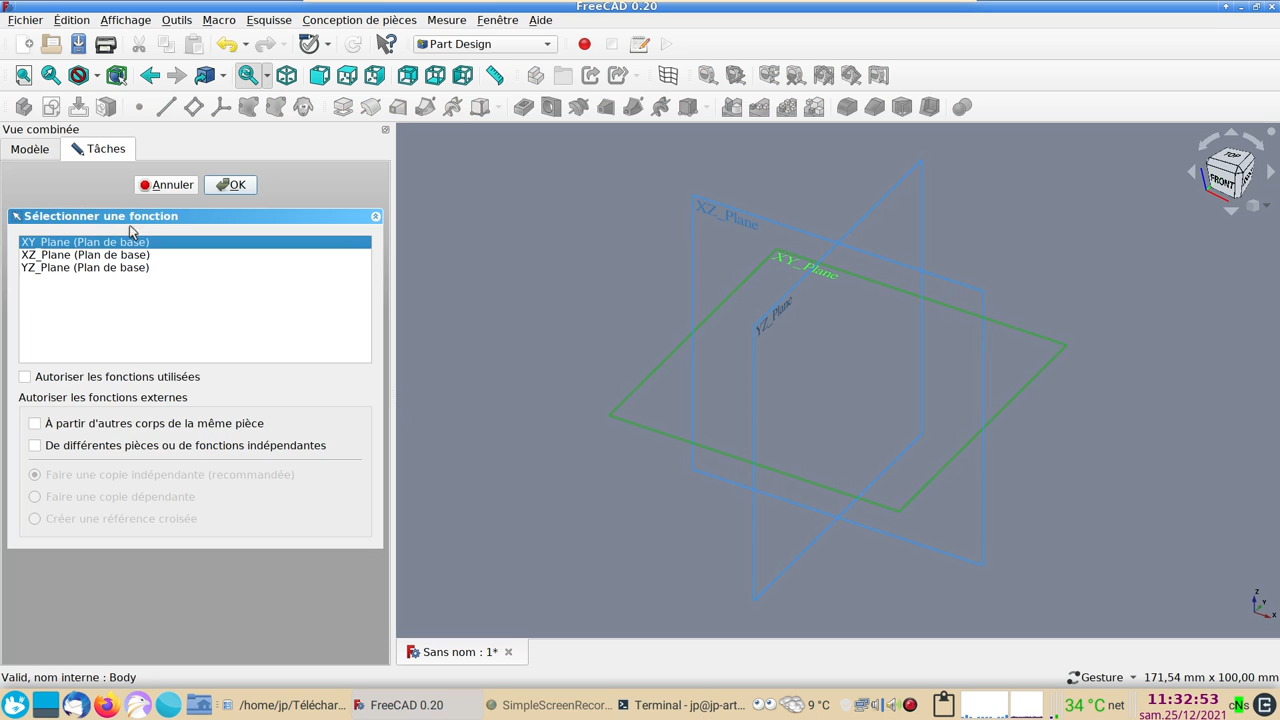 FreeCAD 0.20
Fichier Édition Affichage Outils Macro Esquisse Conception de pièces Mesure Fenêtre Aide
Part Design
Vue combinée
Modèle Tâches
Annuler OK
Sélectionner une fonction
XY_Plane (Plan de base)
XZ_Plane (Plan de base)
YZ_Plane (Plan de base)
Autoriser les fonctions utilisées
Autoriser les fonctions externes
À partir d'autres corps de la même pièce
De différentes pièces ou de fonctions indépendantes
Faire une copie indépendante (recommandée)
Faire une copie dépendante
Créer une référence croisée
XZ_Plane
XY_Plane
YZ_Plane
TOP
FRONT
Z
Y
X
Sans nom : 1*
Valid, nom interne : Body
Gesture 171,54 mm x 100,00 mm
/home/jp/Téléchar... FreeCAD 0.20 SimpleScreenRecor... Terminal - jp@jp-art... 9 °C 34 °C net 11:32:53 cNs
sam.25/12/2021